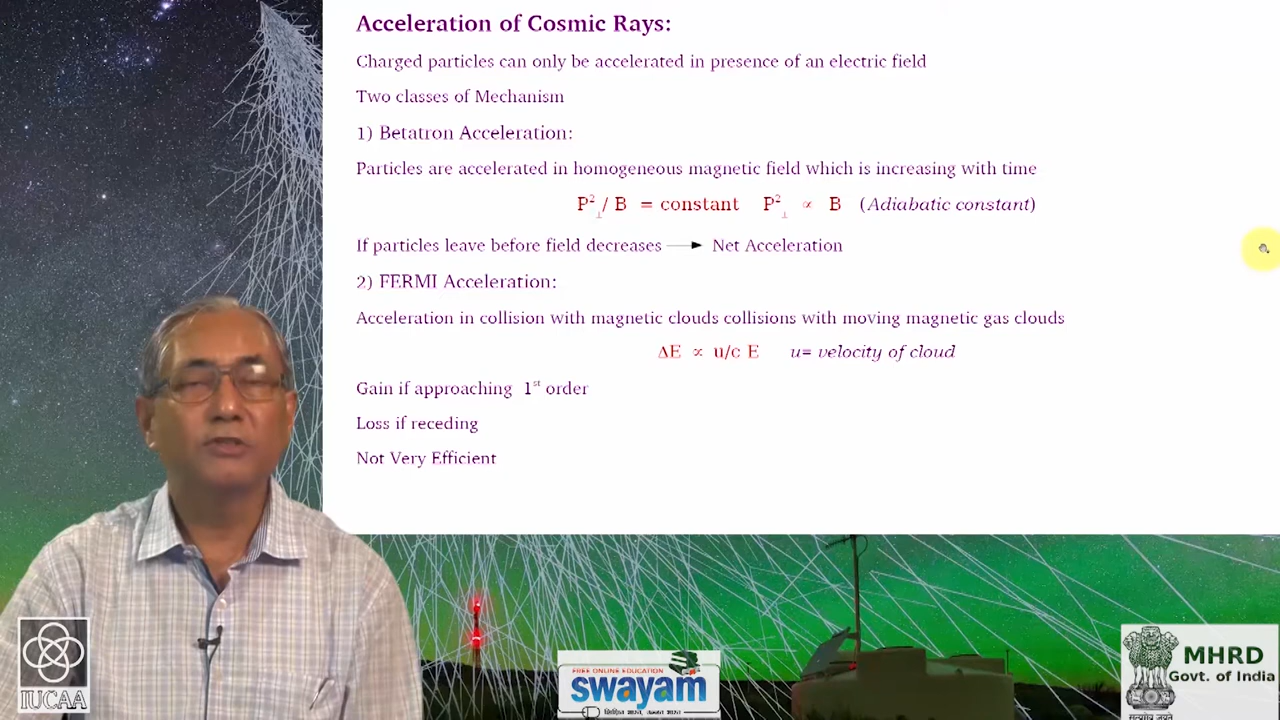 Acceleration of Cosmic Rays:
Charged particles can only be accelerated in presence of an electric field
Two classes of Mechanism
1) Betatron Acceleration:
Particles are accelerated in homogeneous magnetic field which is increasing with time
P²⊥/ B = constant P²⊥ ∝ B (Adiabatic constant)
If particles leave before field decreases → Net Acceleration
2) FERMI Acceleration:
Acceleration in collision with magnetic clouds collisions with moving magnetic gas clouds
ΔE ∝ u/c E u= velocity of cloud
Gain if approaching 1st order
Loss if receding
Not Very Efficient
IUCAA
FREE ONLINE EDUCATION
swayam
MHRD
Govt. of India